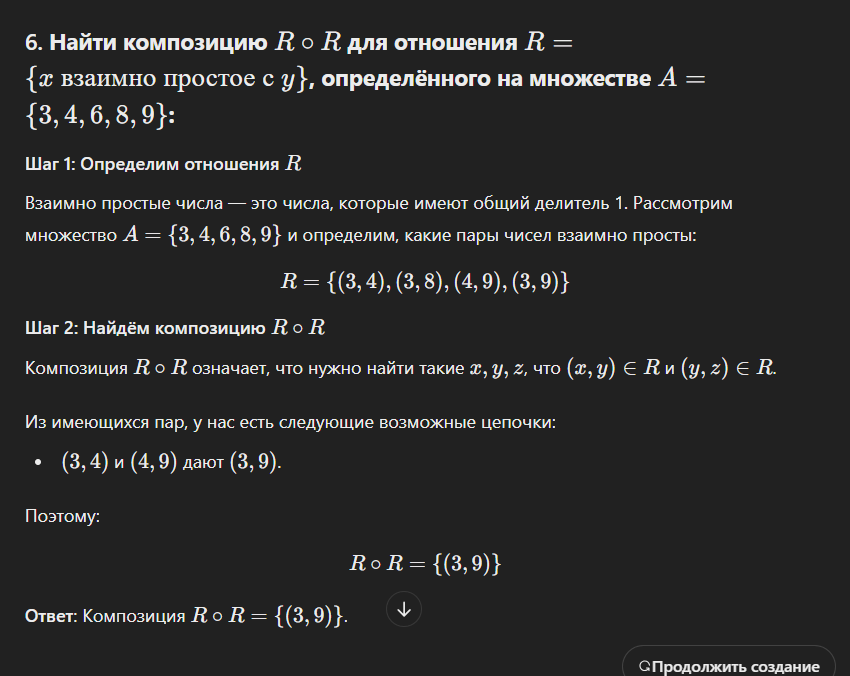 6. Найти композицию R ∘ R для отношения R =
{x взаимно простое с y}, определённого на множестве A =
{3, 4, 6, 8, 9}:
Шаг 1: Определим отношения R
Взаимно простые числа — это числа, которые имеют общий делитель 1. Рассмотрим
множество A = {3, 4, 6, 8, 9} и определим, какие пары чисел взаимно просты:
R = {(3, 4), (3, 8), (4, 9), (3, 9)}
Шаг 2: Найдём композицию R ∘ R
Композиция R ∘ R означает, что нужно найти такие x, y, z, что (x, y) ∈ R и (y, z) ∈ R.
Из имеющихся пар, у нас есть следующие возможные цепочки:
• (3, 4) и (4, 9) дают (3, 9).
Поэтому:
R ∘ R = {(3, 9)}
Ответ: Композиция R ∘ R = {(3, 9)}.
Продолжить создание